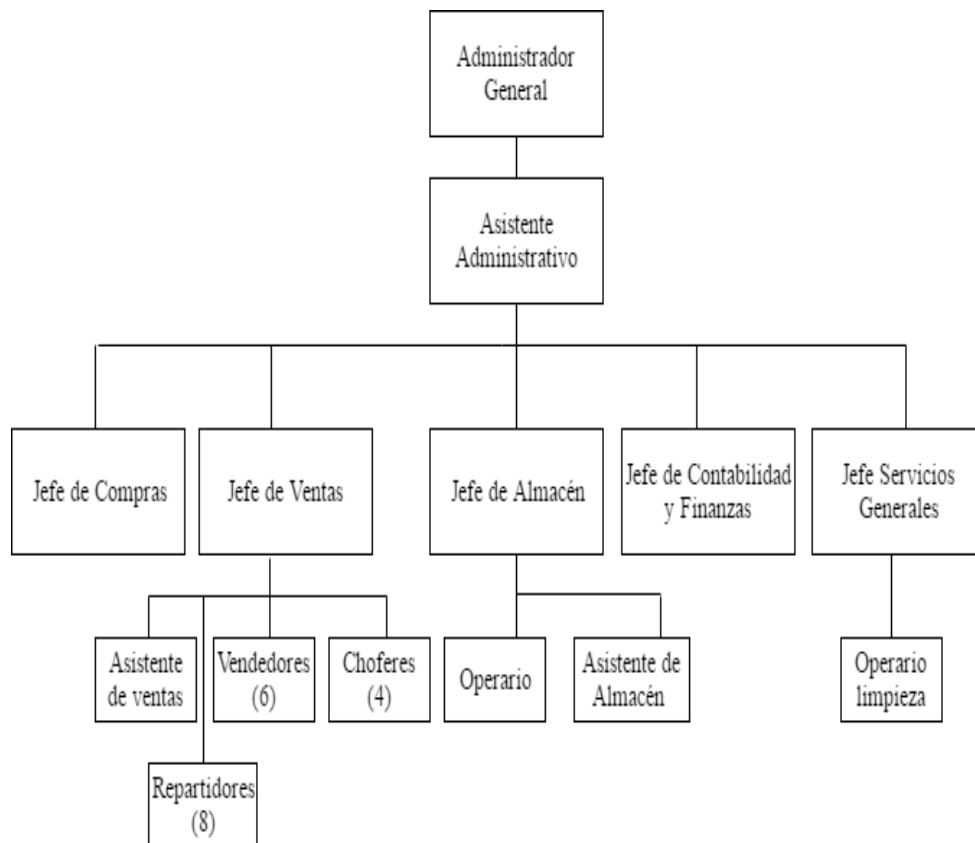 Administrador
General
Asistente
Administrativo
Jefe de Compras
Jefe de Ventas
Jefe de Almacén
Jefe de Contabilidad
y Finanzas
Jefe Servicios
Generales
Asistente
de ventas
Vendedores
(6)
Choferes
(4)
Operario
Asistente de
Almacén
Operario
limpieza
Repartidores
(8)